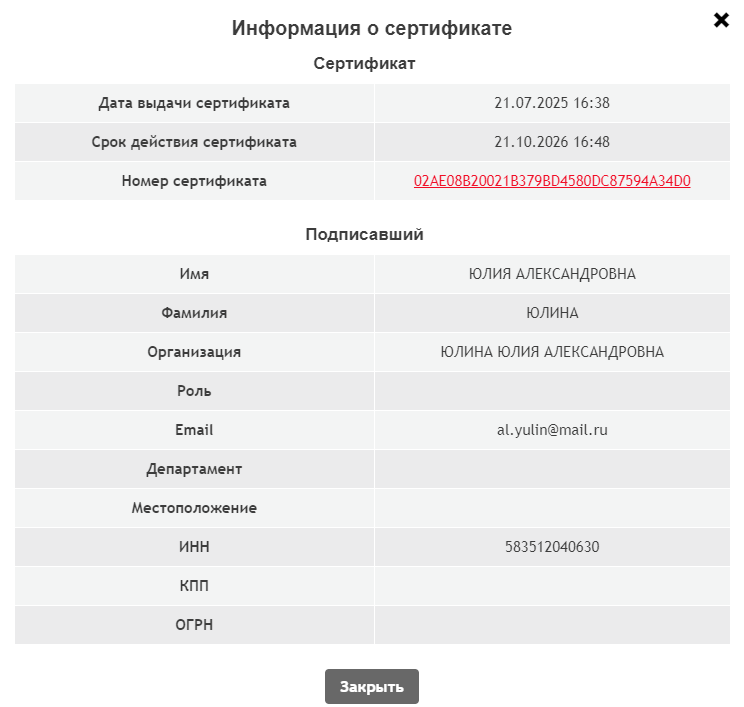 Информация о сертификате
Сертификат
Дата выдачи сертификата 21.07.2025 16:38
Срок действия сертификата 21.10.2026 16:48
Номер сертификата 02AE08B20021B379BD4580DC87594A34D0
Подписавший
Имя ЮЛИЯ АЛЕКСАНДРОВНА
Фамилия ЮЛИНА
Организация ЮЛИНА ЮЛИЯ АЛЕКСАНДРОВНА
Роль
Email al.yulin@mail.ru
Департамент
Местоположение
ИНН 583512040630
КПП
ОГРН
Закрыть